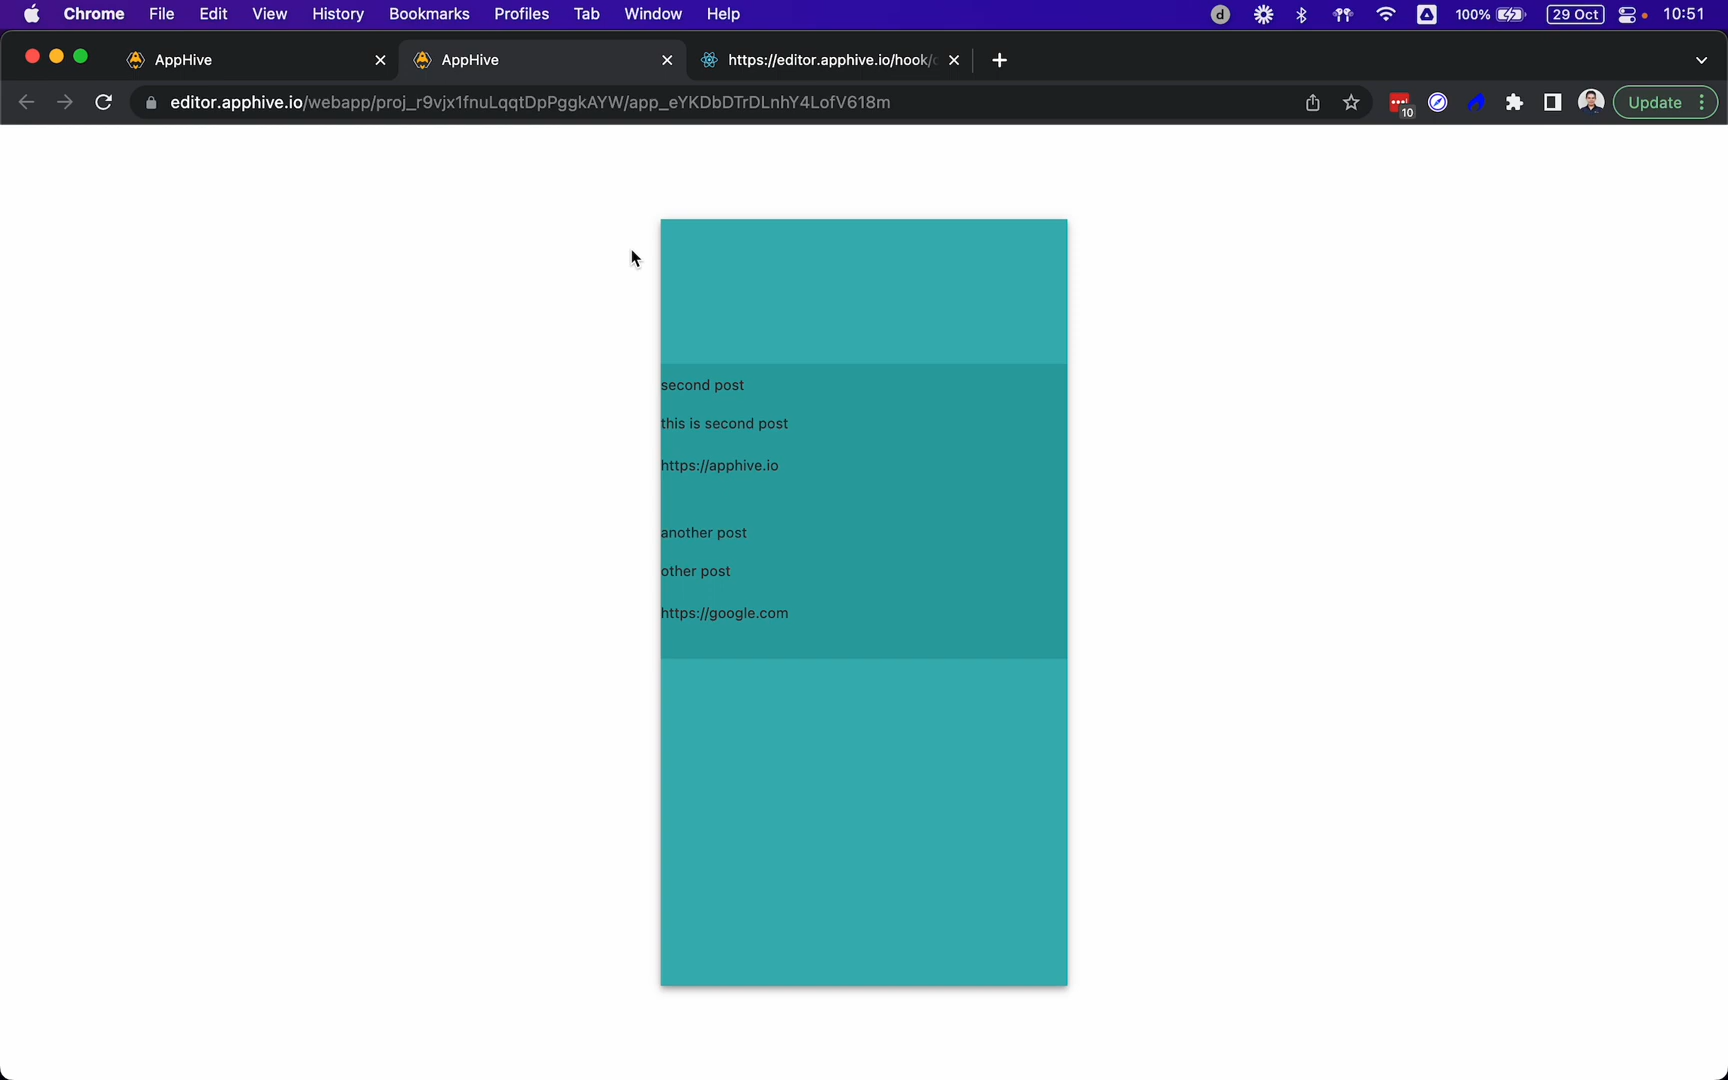 Chrome File Edit View History Bookmarks Profiles Tab Window Help d 100% 29 Oct 10:51
AppHive AppHive https://editor.apphive.io/hook/
editor.apphive.io/webapp/proj_r9vjx1fnuLqqtDpPggkAYW/app_eYKDbDTrDLnhY4LofV618m 10 Update
second post
this is second post
https://apphive.io
another post
other post
https://google.com